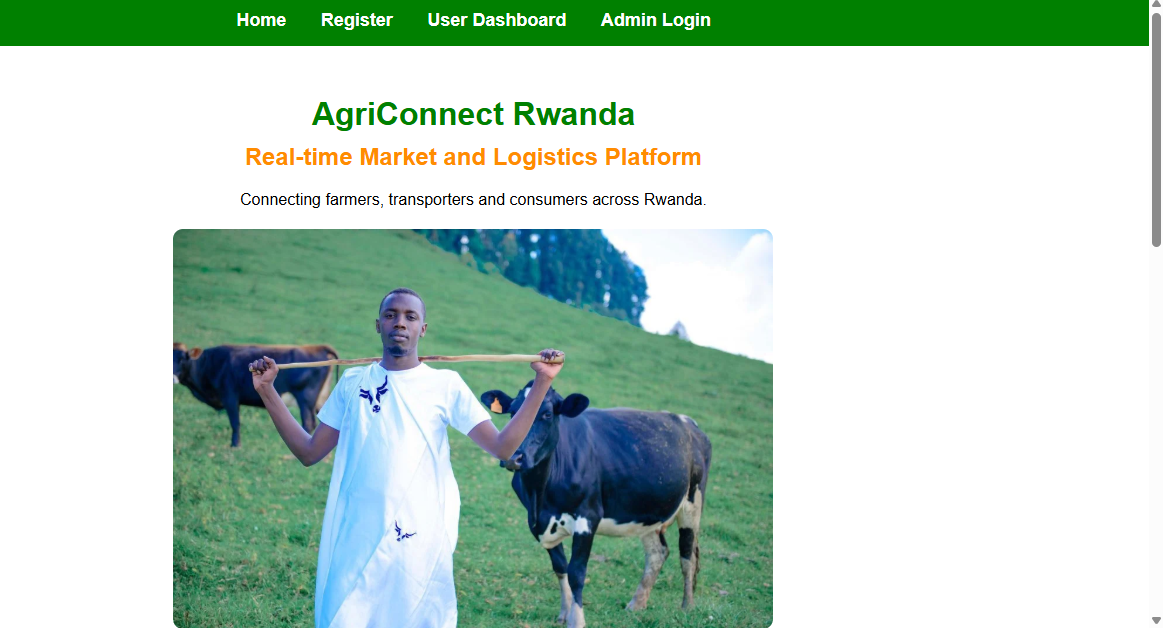 Home Register User Dashboard Admin Login
AgriConnect Rwanda
Real-time Market and Logistics Platform
Connecting farmers, transporters and consumers across Rwanda.